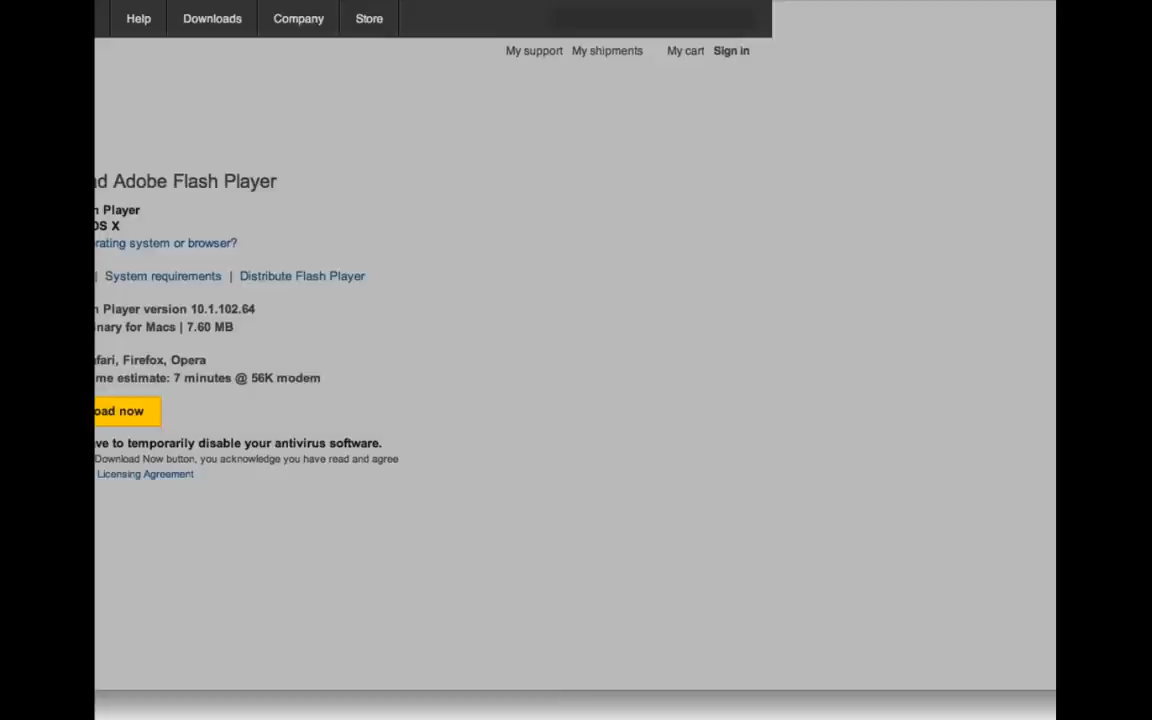 Help Downloads Company Store
My support My shipments My cart Sign in
nd Adobe Flash Player
n Player
OS X
rating system or browser?
| System requirements | Distribute Flash Player
n Player version 10.1.102.64
inary for Macs | 7.60 MB
afari, Firefox, Opera
me estimate: 7 minutes @ 56K modem
oad now
ve to temporarily disable your antivirus software.
Download Now button, you acknowledge you have read and agree
Licensing Agreement